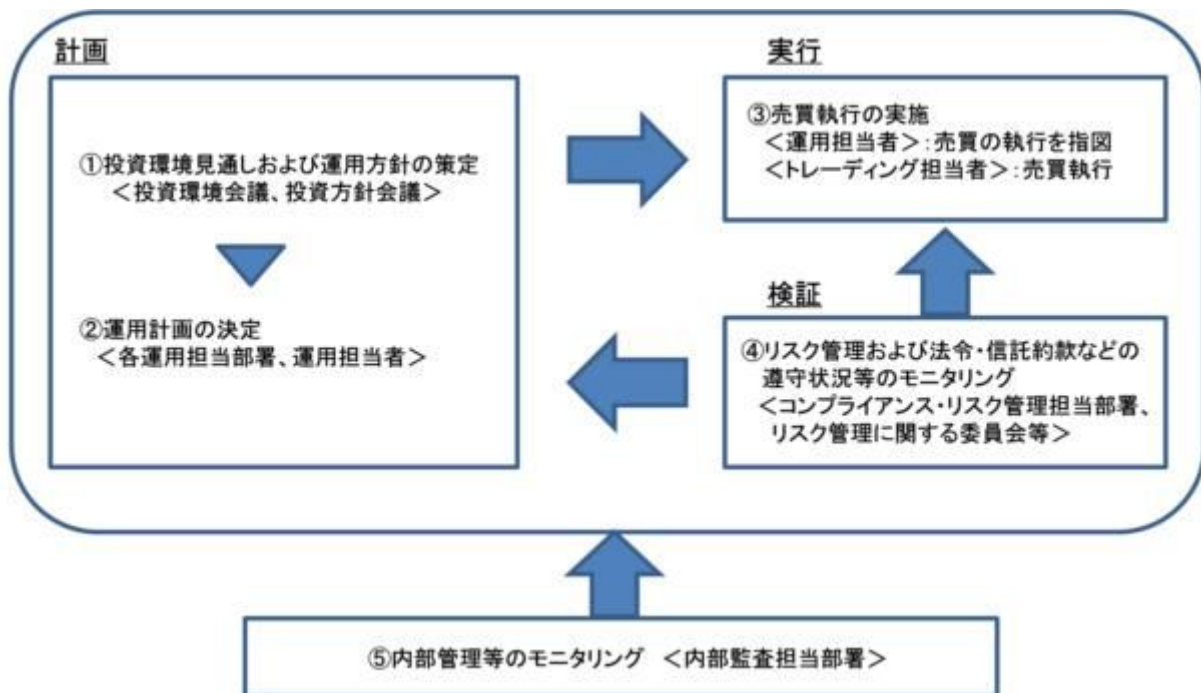 計画
①投資環境見通しおよび運用方針の策定
＜投資環境会議、投資方針会議＞
②運用計画の決定
＜各運用担当部署、運用担当者＞
実行
③売買執行の実施
＜運用担当者＞：売買の執行を指図
＜トレーディング担当者＞：売買執行
検証
④リスク管理および法令・信託約款などの
遵守状況等のモニタリング
＜コンプライアンス・リスク管理担当部署、
リスク管理に関する委員会等＞
⑤内部管理等のモニタリング　＜内部監査担当部署＞